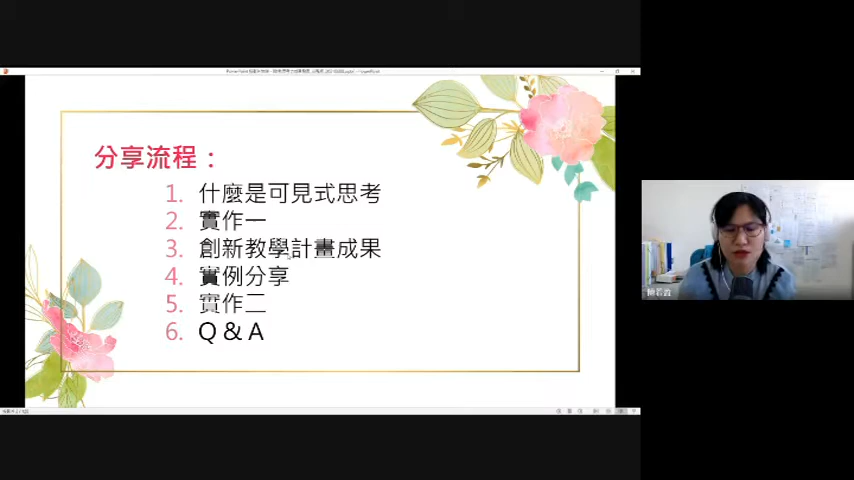 分享流程：
1. 什麼是可見式思考
2. 實作一
3. 創新教學計畫成果
4. 實例分享
5. 實作二
6. Q & A